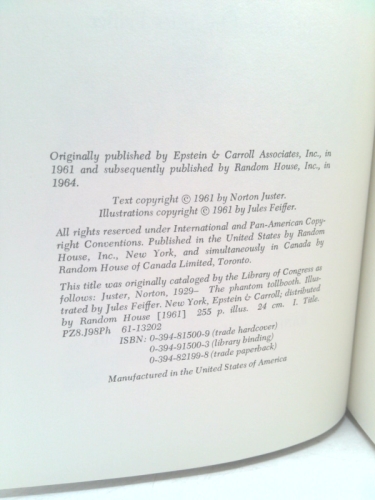 Originally published by Epstein & Carroll Associates, Inc., in
1961 and subsequently published by Random House, Inc., in
1964.
Text copyright © 1961 by Norton Juster.
Illustrations copyright © 1961 by Jules Feiffer.
All rights reserved under International and Pan-American Copy-
right Conventions. Published in the United States by Random
House, Inc., New York, and simultaneously in Canada by
Random House of Canada Limited, Toronto.
This title was originally cataloged by the Library of Congress as
follows: Juster, Norton, 1929– The phantom tollbooth. Illus-
trated by Jules Feiffer. New York, Epstein & Carroll; distributed
by Random House [1961] 255 p. illus. 24 cm. I. Title.
PZ8.J98Ph 61-13202
ISBN: 0-394-81500-9 (trade hardcover)
0-394-91500-3 (library binding)
0-394-82199-8 (trade paperback)
Manufactured in the United States of America